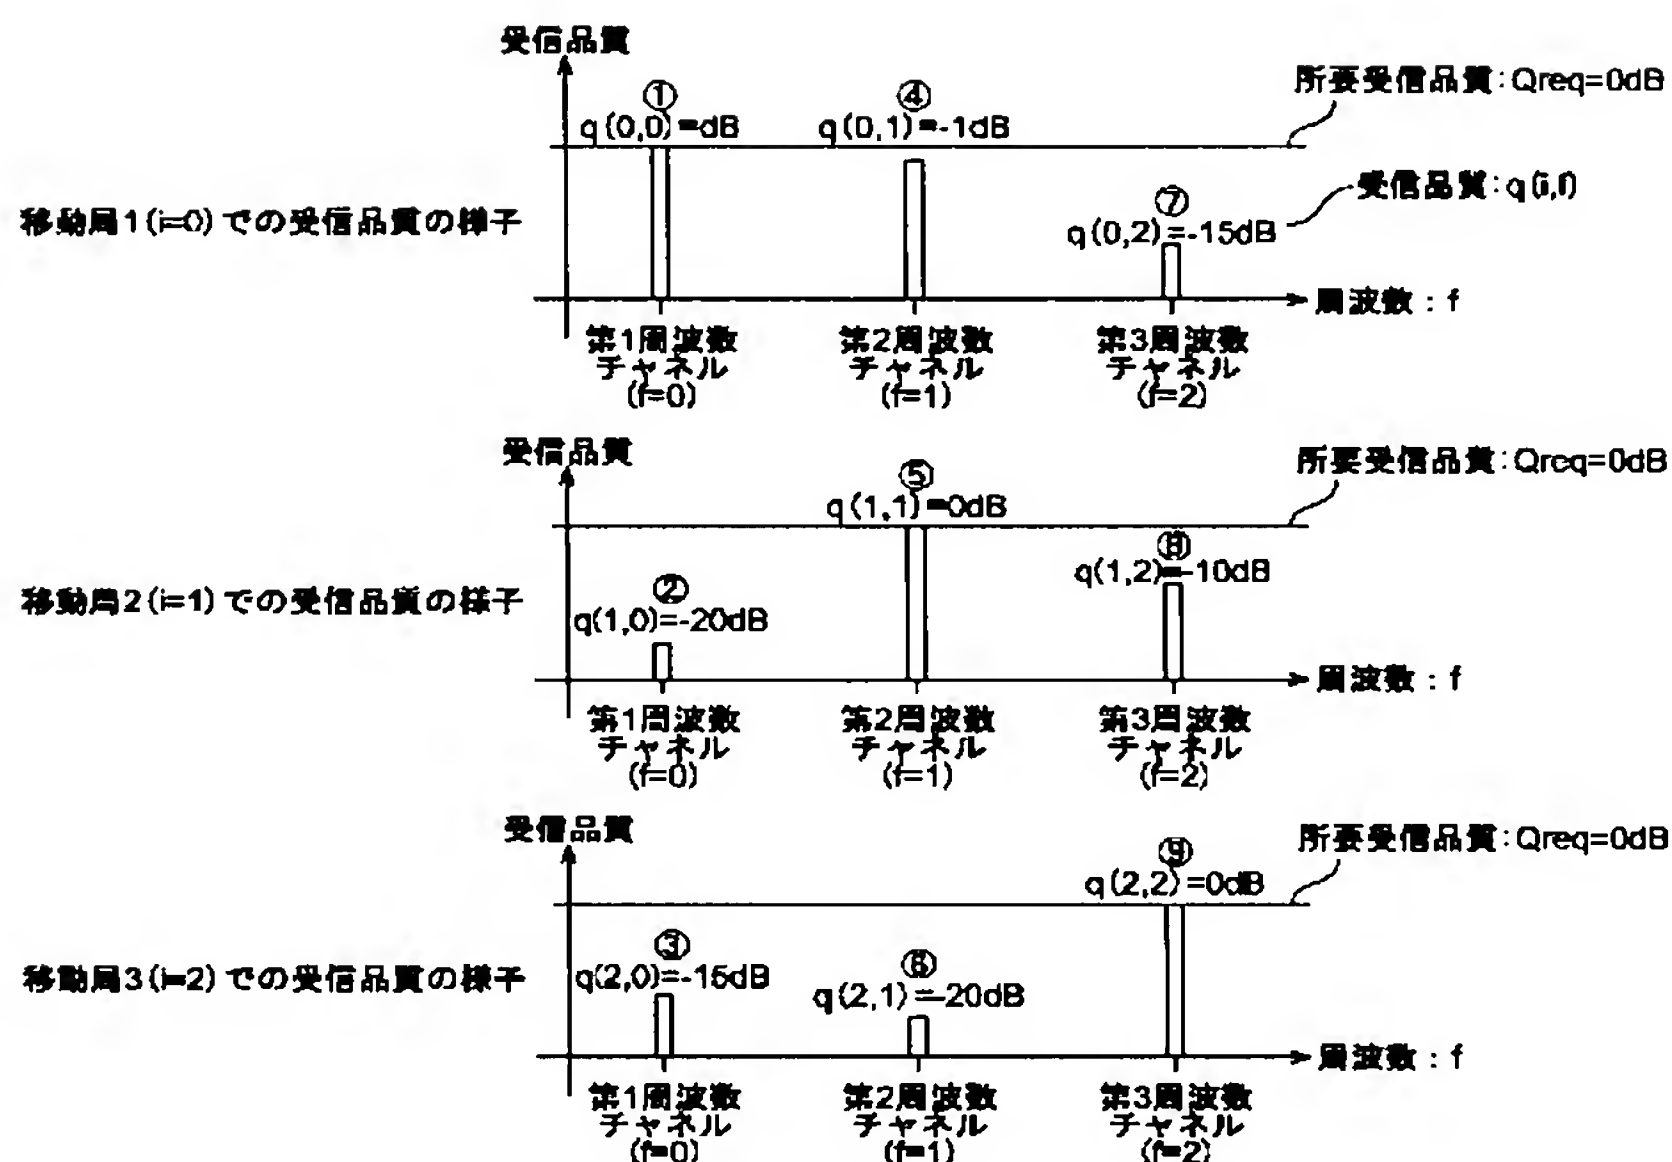 受信品質
所要受信品質:Qreq=0dB
① ④
q(0,0)=dB q(0,1)=-1dB
受信品質:q(i,f)
⑦
q(0,2)=-15dB
移動局1(i=0)での受信品質の様子
周波数:f
第1周波数 第2周波数 第3周波数
チャネル チャネル チャネル
(f=0) (f=1) (f=2)
受信品質
所要受信品質:Qreq=0dB
⑤
q(1,1)=0dB
⑧
q(1,2)=-10dB
②
q(1,0)=-20dB
移動局2(i=1)での受信品質の様子
周波数:f
第1周波数 第2周波数 第3周波数
チャネル チャネル チャネル
(f=0) (f=1) (f=2)
受信品質
所要受信品質:Qreq=0dB
⑨
q(2,2)=0dB
③ ⑥
q(2,0)=-15dB q(2,1)=-20dB
移動局3(i=2)での受信品質の様子
周波数:f
第1周波数 第2周波数 第3周波数
チャネル チャネル チャネル
(f=0) (f=1) (f=2)